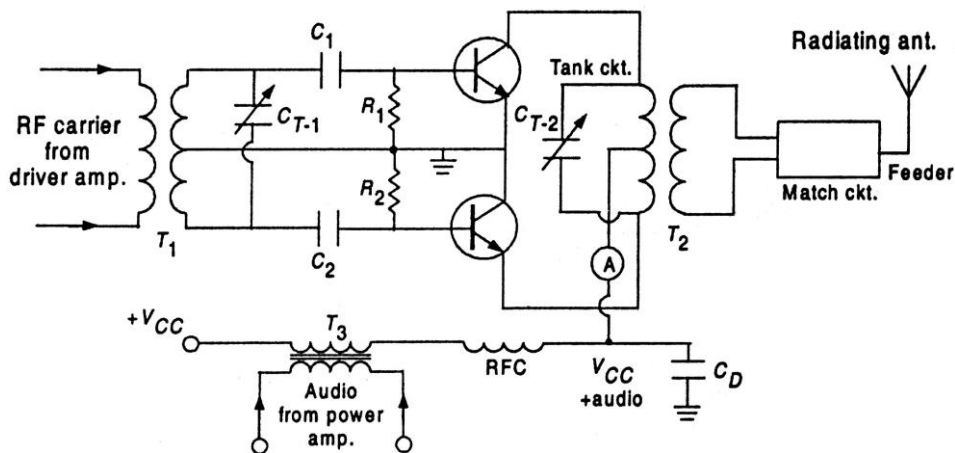 C1
Radiating ant.
Tank ckt.
RF carrier
from
driver amp.
CT-1
R1
CT-2
R2
Feeder
Match ckt.
T1
C2
T2
A
+VCC
T3
RFC
VCC
+audio
CD
Audio
from power
amp.